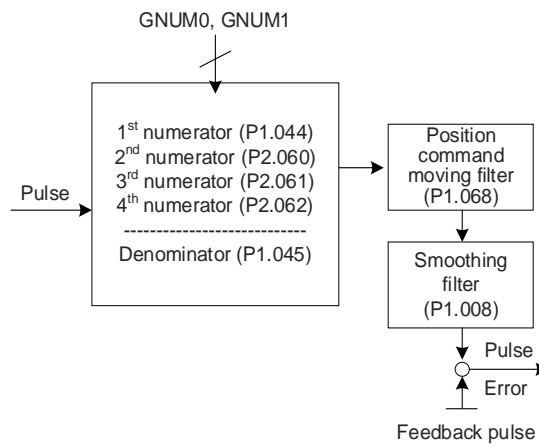 GNUM0, GNUM1
Pulse
1st numerator (P1.044)
2nd numerator (P2.060)
3rd numerator (P2.061)
4th numerator (P2.062)
----------------------------
Denominator (P1.045)
Position
command
moving filter
(P1.068)
Smoothing
filter
(P1.008)
Pulse
Error
Feedback pulse